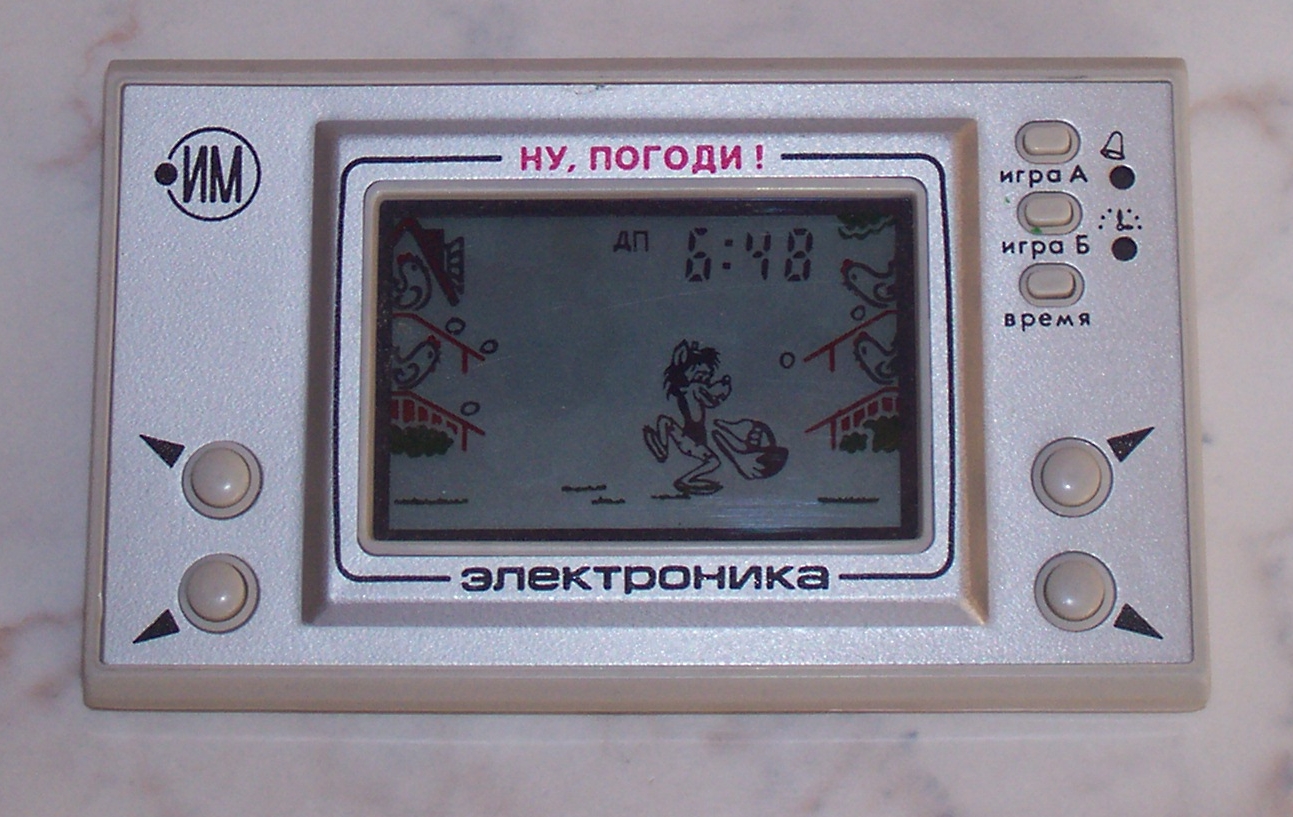 ИМ
НУ, ПОГОДИ!
ДП 6:48
игра А
игра Б
время
электроника